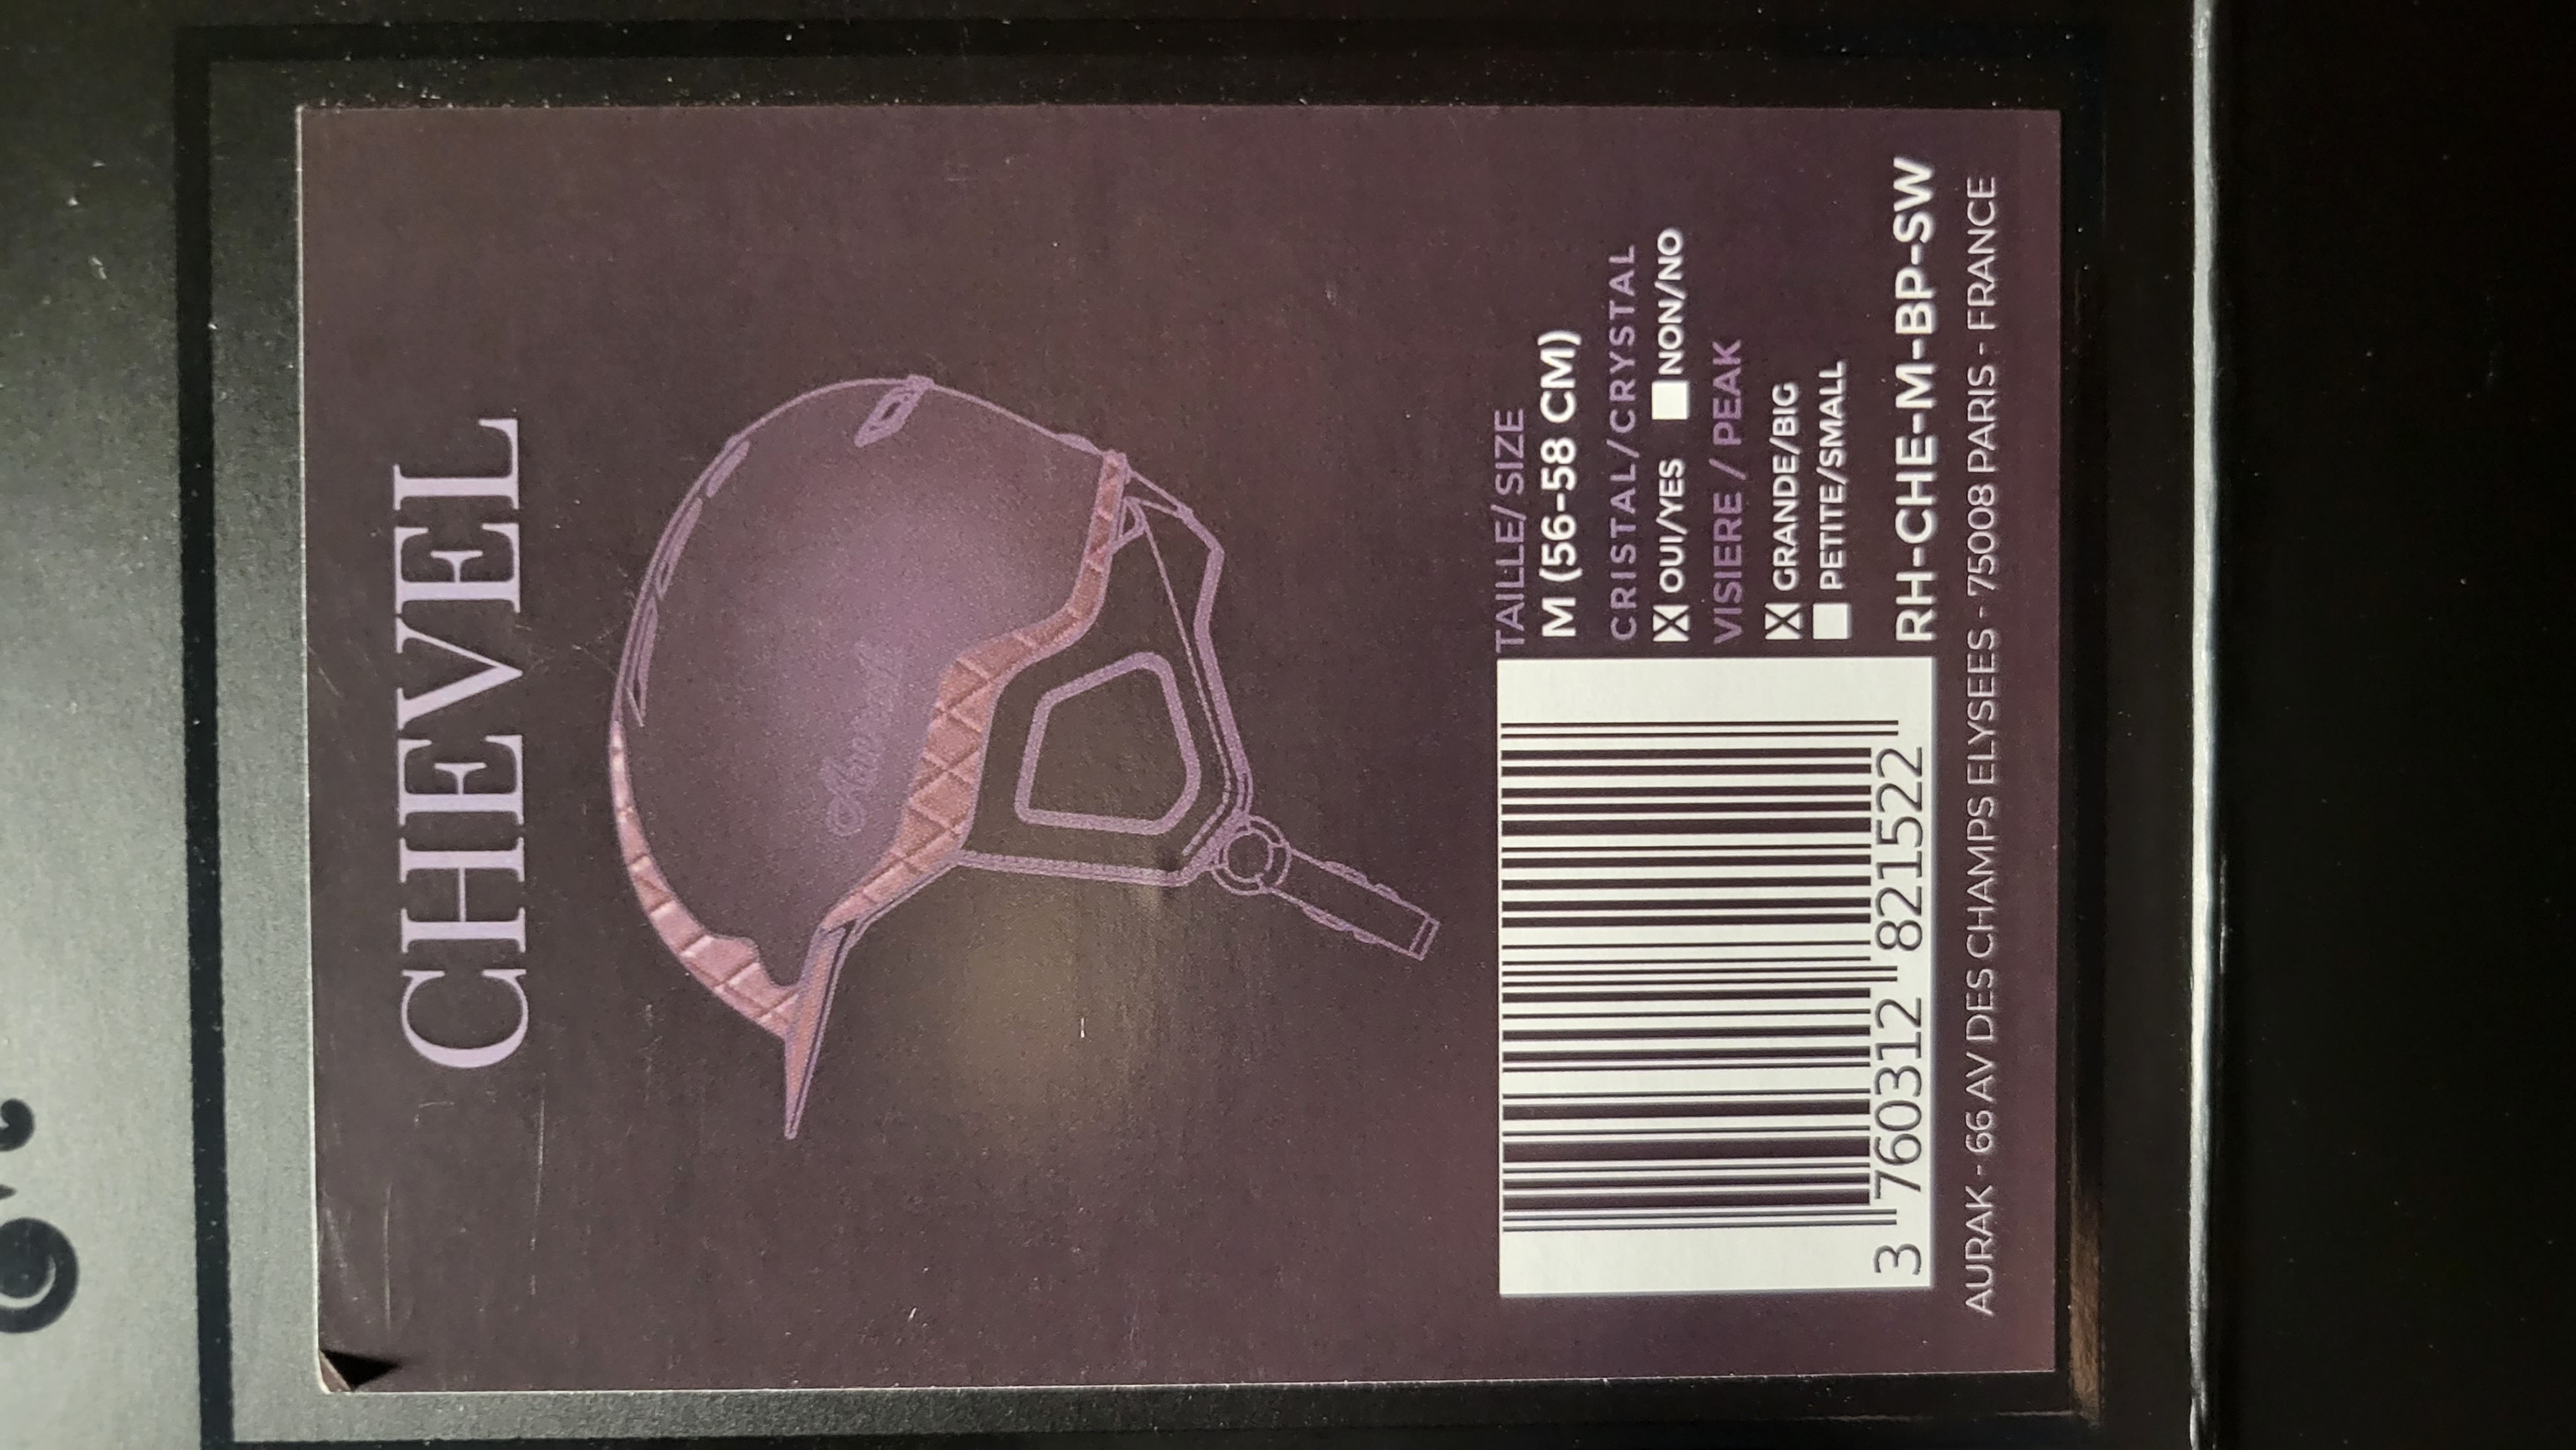 CHEVEL
TAILLE/ SIZE
M (56-58 CM)
CRISTAL/CRYSTAL
OUI/YES NON/NO
VISIERE / PEAK
GRANDE/BIG
PETITE/SMALL
RH-CHE-M-BP-SW
3 760312 821522
AURAK - 66 AV DES CHAMPS ELYSEES - 75008 PARIS - FRANCE